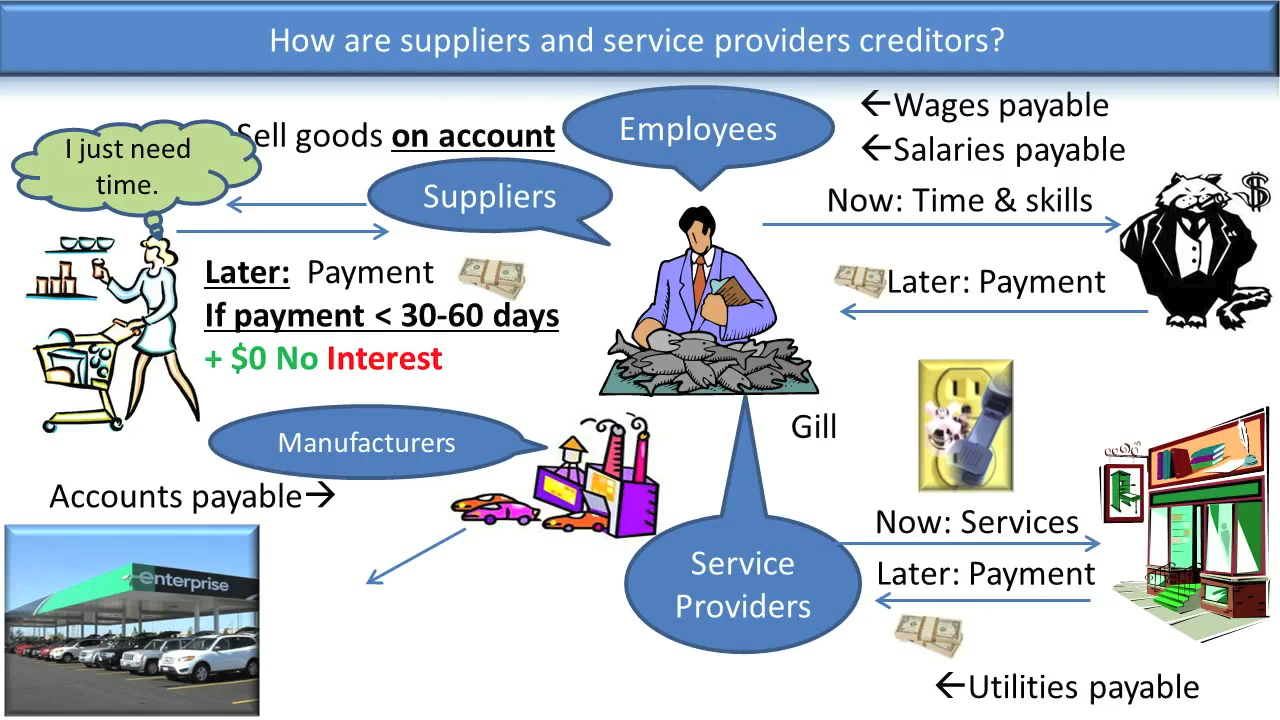 How are suppliers and service providers creditors?
←Wages payable
←Salaries payable
Employees
Sell goods on account
I just need
time.
Suppliers
Now: Time & skills
$
Later: Payment
Later: Payment
If payment < 30-60 days
+ $0 No Interest
Gill
Manufacturers
Accounts payable→
enterprise
Now: Services
Later: Payment
Service
Providers
←Utilities payable